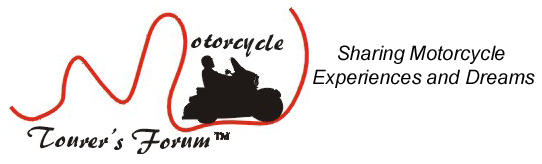 Motorcycle
Tourer's Forum™
Sharing Motorcycle
Experiences and Dreams